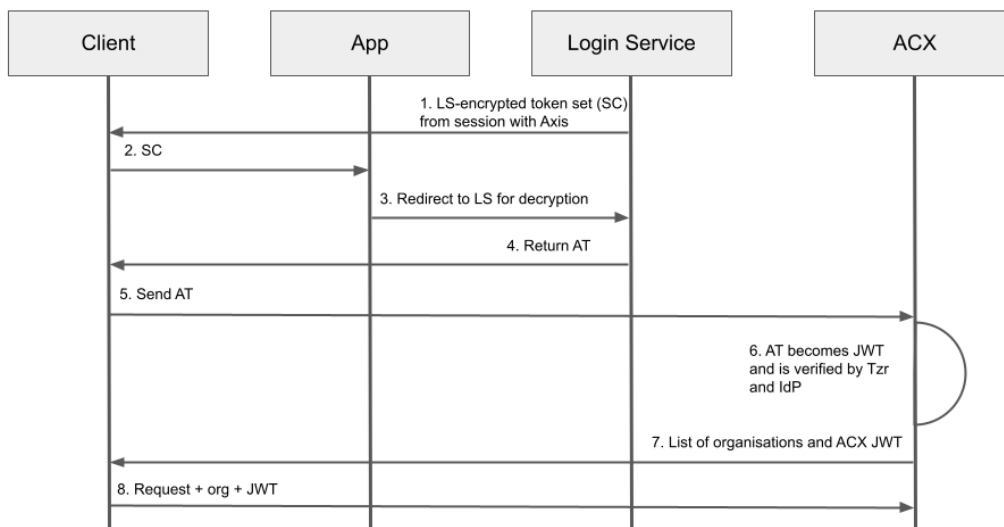 Client
App
Login Service
ACX
1. LS-encrypted token set (SC)
from session with Axis
2. SC
3. Redirect to LS for decryption
4. Return AT
5. Send AT
6. AT becomes JWT
and is verified by Tzr
and IdP
7. List of organisations and ACX JWT
8. Request + org + JWT